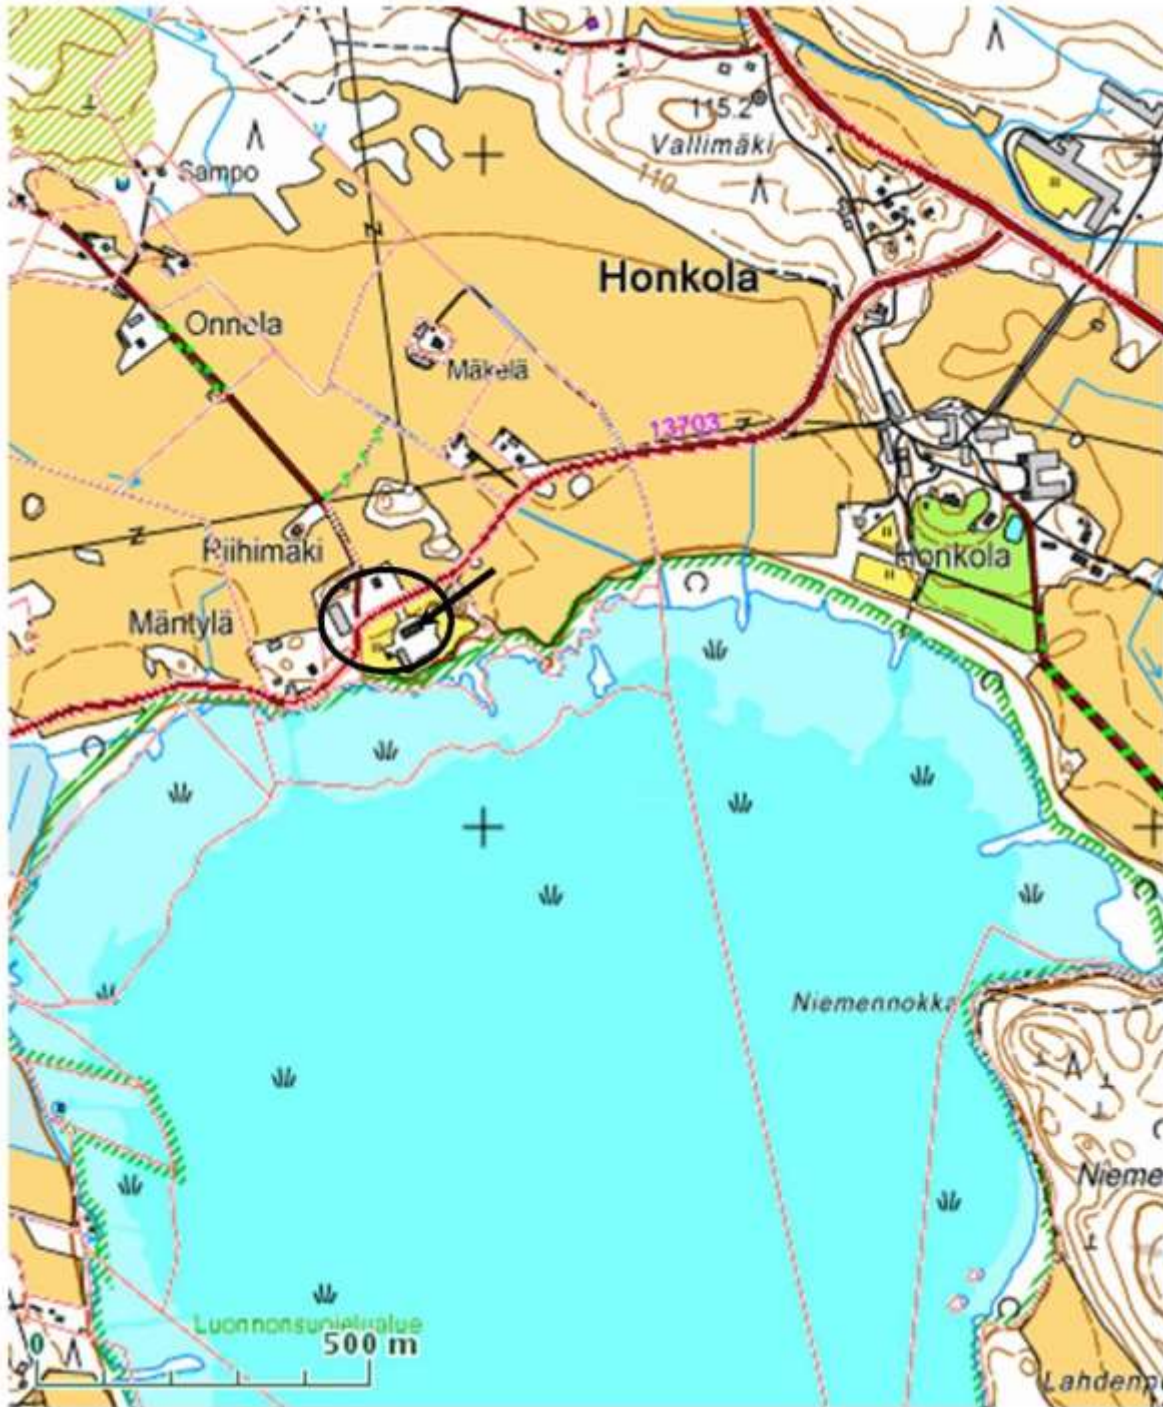 115.2
Vallimäki
Sampo
110
Honkola
Onnela
Mäkelä
13703
Riihimäki
Honkola
Mäntylä
Niemennokka
Nieme
Luonnonsuojelualue
0 500 m
Lahdenp